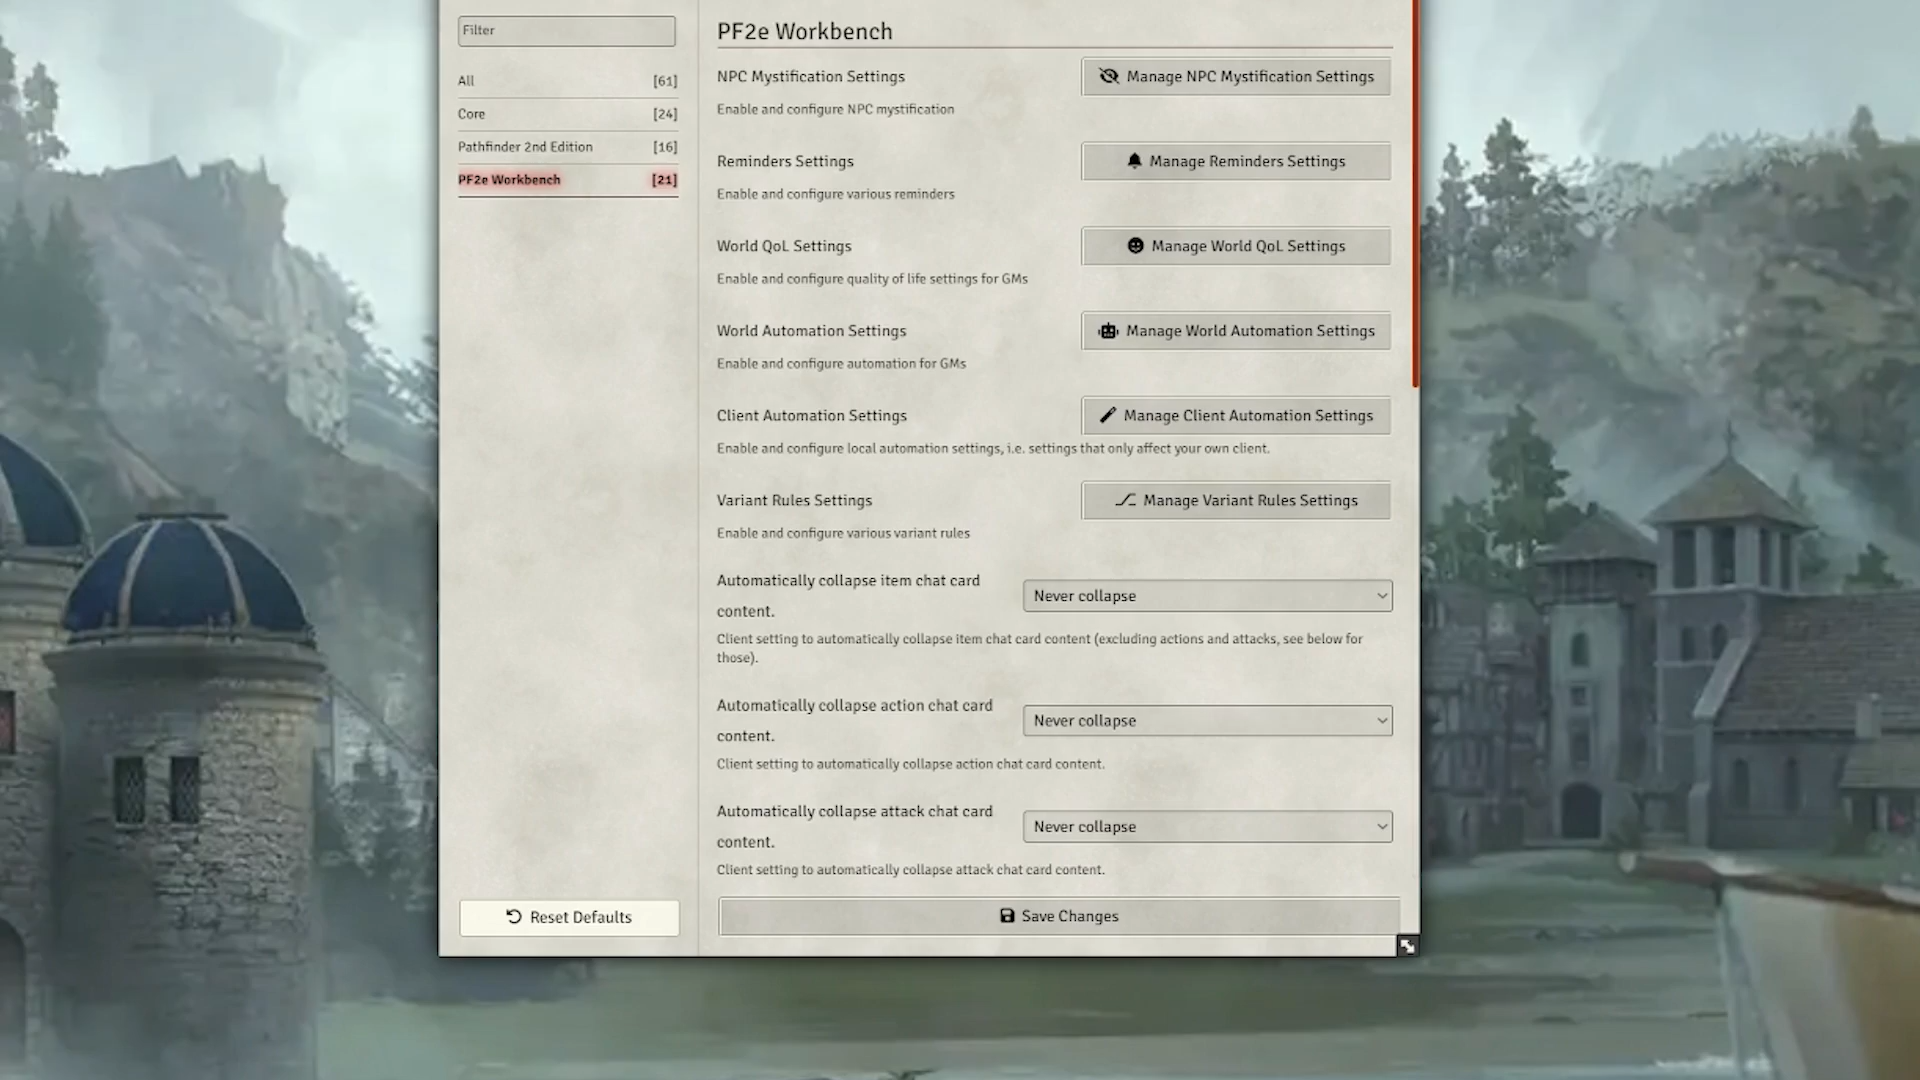 Filter
All [61]
Core [24]
Pathfinder 2nd Edition [16]
PF2e Workbench [21]
Reset Defaults
PF2e Workbench
NPC Mystification Settings
Manage NPC Mystification Settings
Enable and configure NPC mystification
Reminders Settings
Manage Reminders Settings
Enable and configure various reminders
World QoL Settings
Manage World QoL Settings
Enable and configure quality of life settings for GMs
World Automation Settings
Manage World Automation Settings
Enable and configure automation for GMs
Client Automation Settings
Manage Client Automation Settings
Enable and configure local automation settings, i.e. settings that only affect your own client.
Variant Rules Settings
Manage Variant Rules Settings
Enable and configure various variant rules
Automatically collapse item chat card
content.
Never collapse
Client setting to automatically collapse item chat card content (excluding actions and attacks, see below for
those).
Automatically collapse action chat card
content.
Never collapse
Client setting to automatically collapse action chat card content.
Automatically collapse attack chat card
content.
Never collapse
Client setting to automatically collapse attack chat card content.
Save Changes